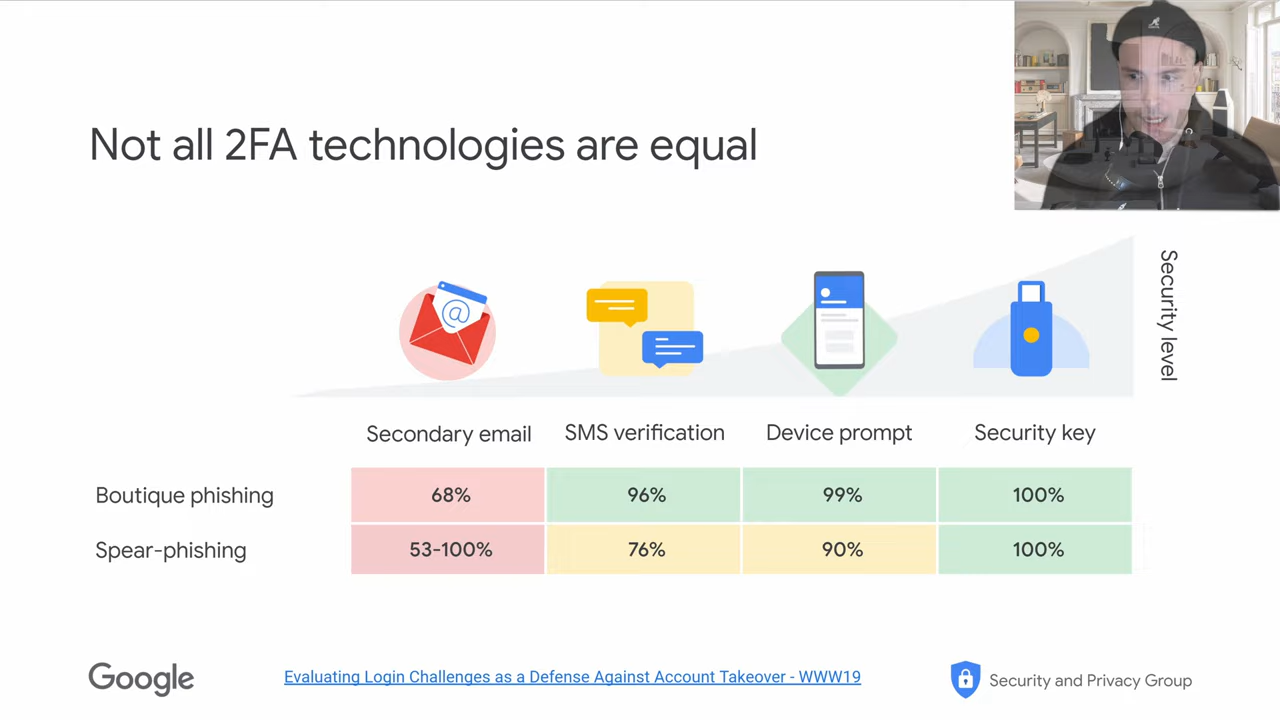 Not all 2FA technologies are equal
Security level
@
Secondary email
SMS verification
Device prompt
Security key
Boutique phishing
68%
96%
99%
100%
Spear-phishing
53-100%
76%
90%
100%
Google
Evaluating Login Challenges as a Defense Against Account Takeover - WWW19
Security and Privacy Group